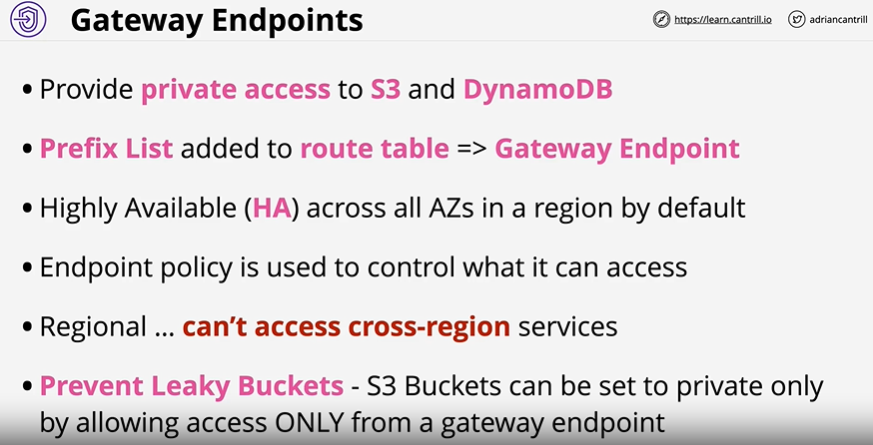 Gateway Endpoints
https://learn.cantrill.io
adriancantrill
• Provide private access to S3 and DynamoDB
• Prefix List added to route table => Gateway Endpoint
• Highly Available (HA) across all AZs in a region by default
• Endpoint policy is used to control what it can access
• Regional ... can't access cross-region services
• Prevent Leaky Buckets - S3 Buckets can be set to private only
by allowing access ONLY from a gateway endpoint